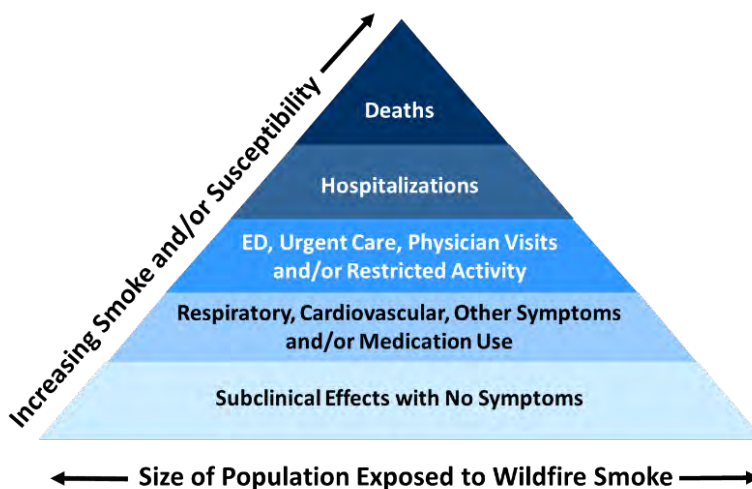 Increasing Smoke and/or Susceptibility
Deaths
Hospitalizations
ED, Urgent Care, Physician Visits
and/or Restricted Activity
Respiratory, Cardiovascular, Other Symptoms
and/or Medication Use
Subclinical Effects with No Symptoms
Size of Population Exposed to Wildfire Smoke